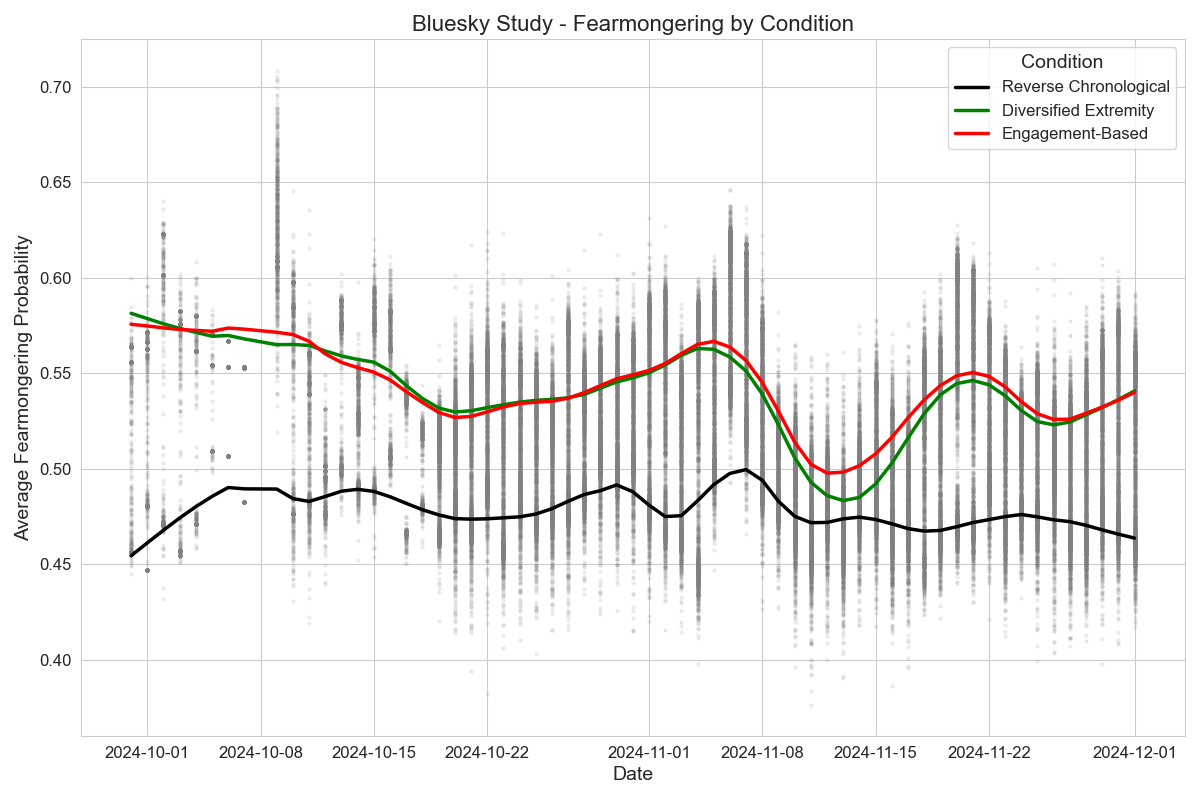 Bluesky Study - Fearmongering by Condition
Condition
Reverse Chronological
Diversified Extremity
Engagement-Based
Average Fearmongering Probability
0.70
0.65
0.60
0.55
0.50
0.45
0.40
2024-10-01 2024-10-08 2024-10-15 2024-10-22 2024-11-01 2024-11-08 2024-11-15 2024-11-22 2024-12-01
Date